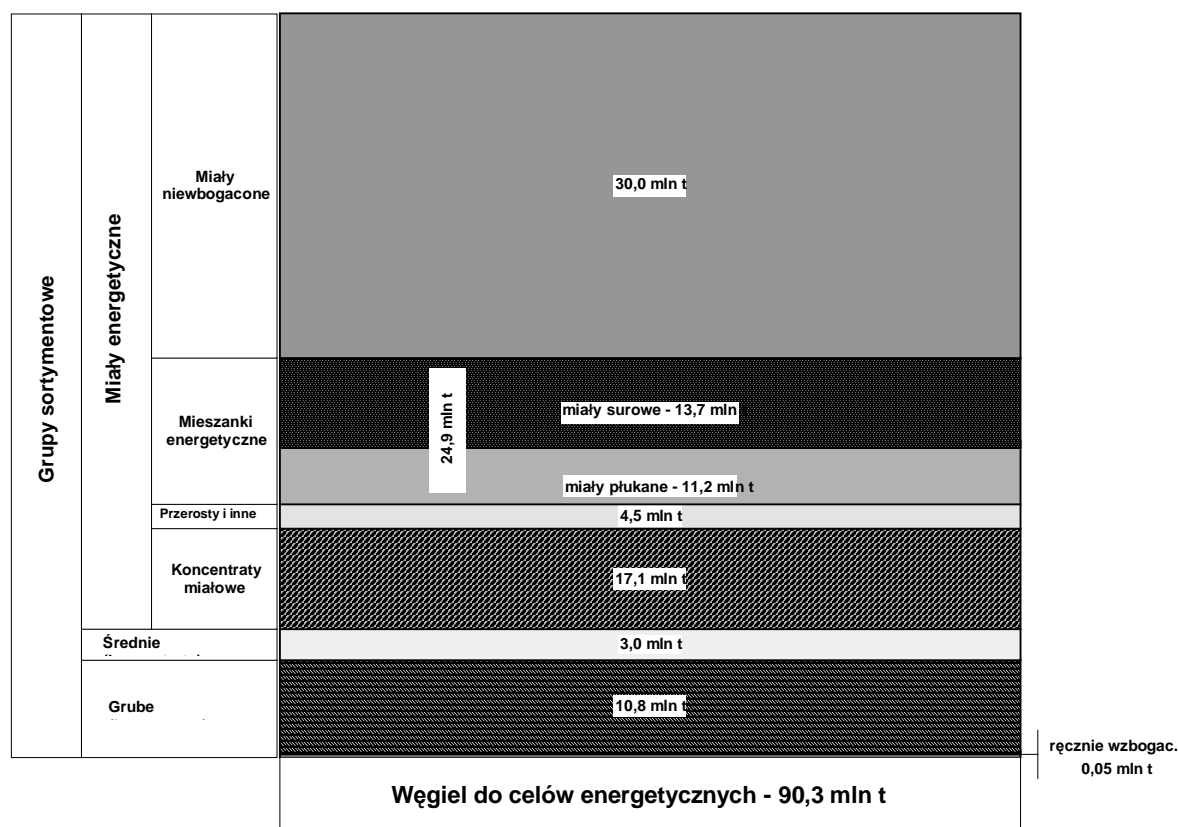 Grupy sortymentowe
Miały energetyczne
Miały
niewbogacone
30,0 mln t
Mieszanki
energetyczne
24,9 mln t
miały surowe - 13,7 mln t
miały płukane - 11,2 mln t
Przerosty i inne
4,5 mln t
Koncentraty
miałowe
17,1 mln t
Średnie
3,0 mln t
Grube
10,8 mln t
ręcznie wzbogac.
0,05 mln t
Węgiel do celów energetycznych - 90,3 mln t